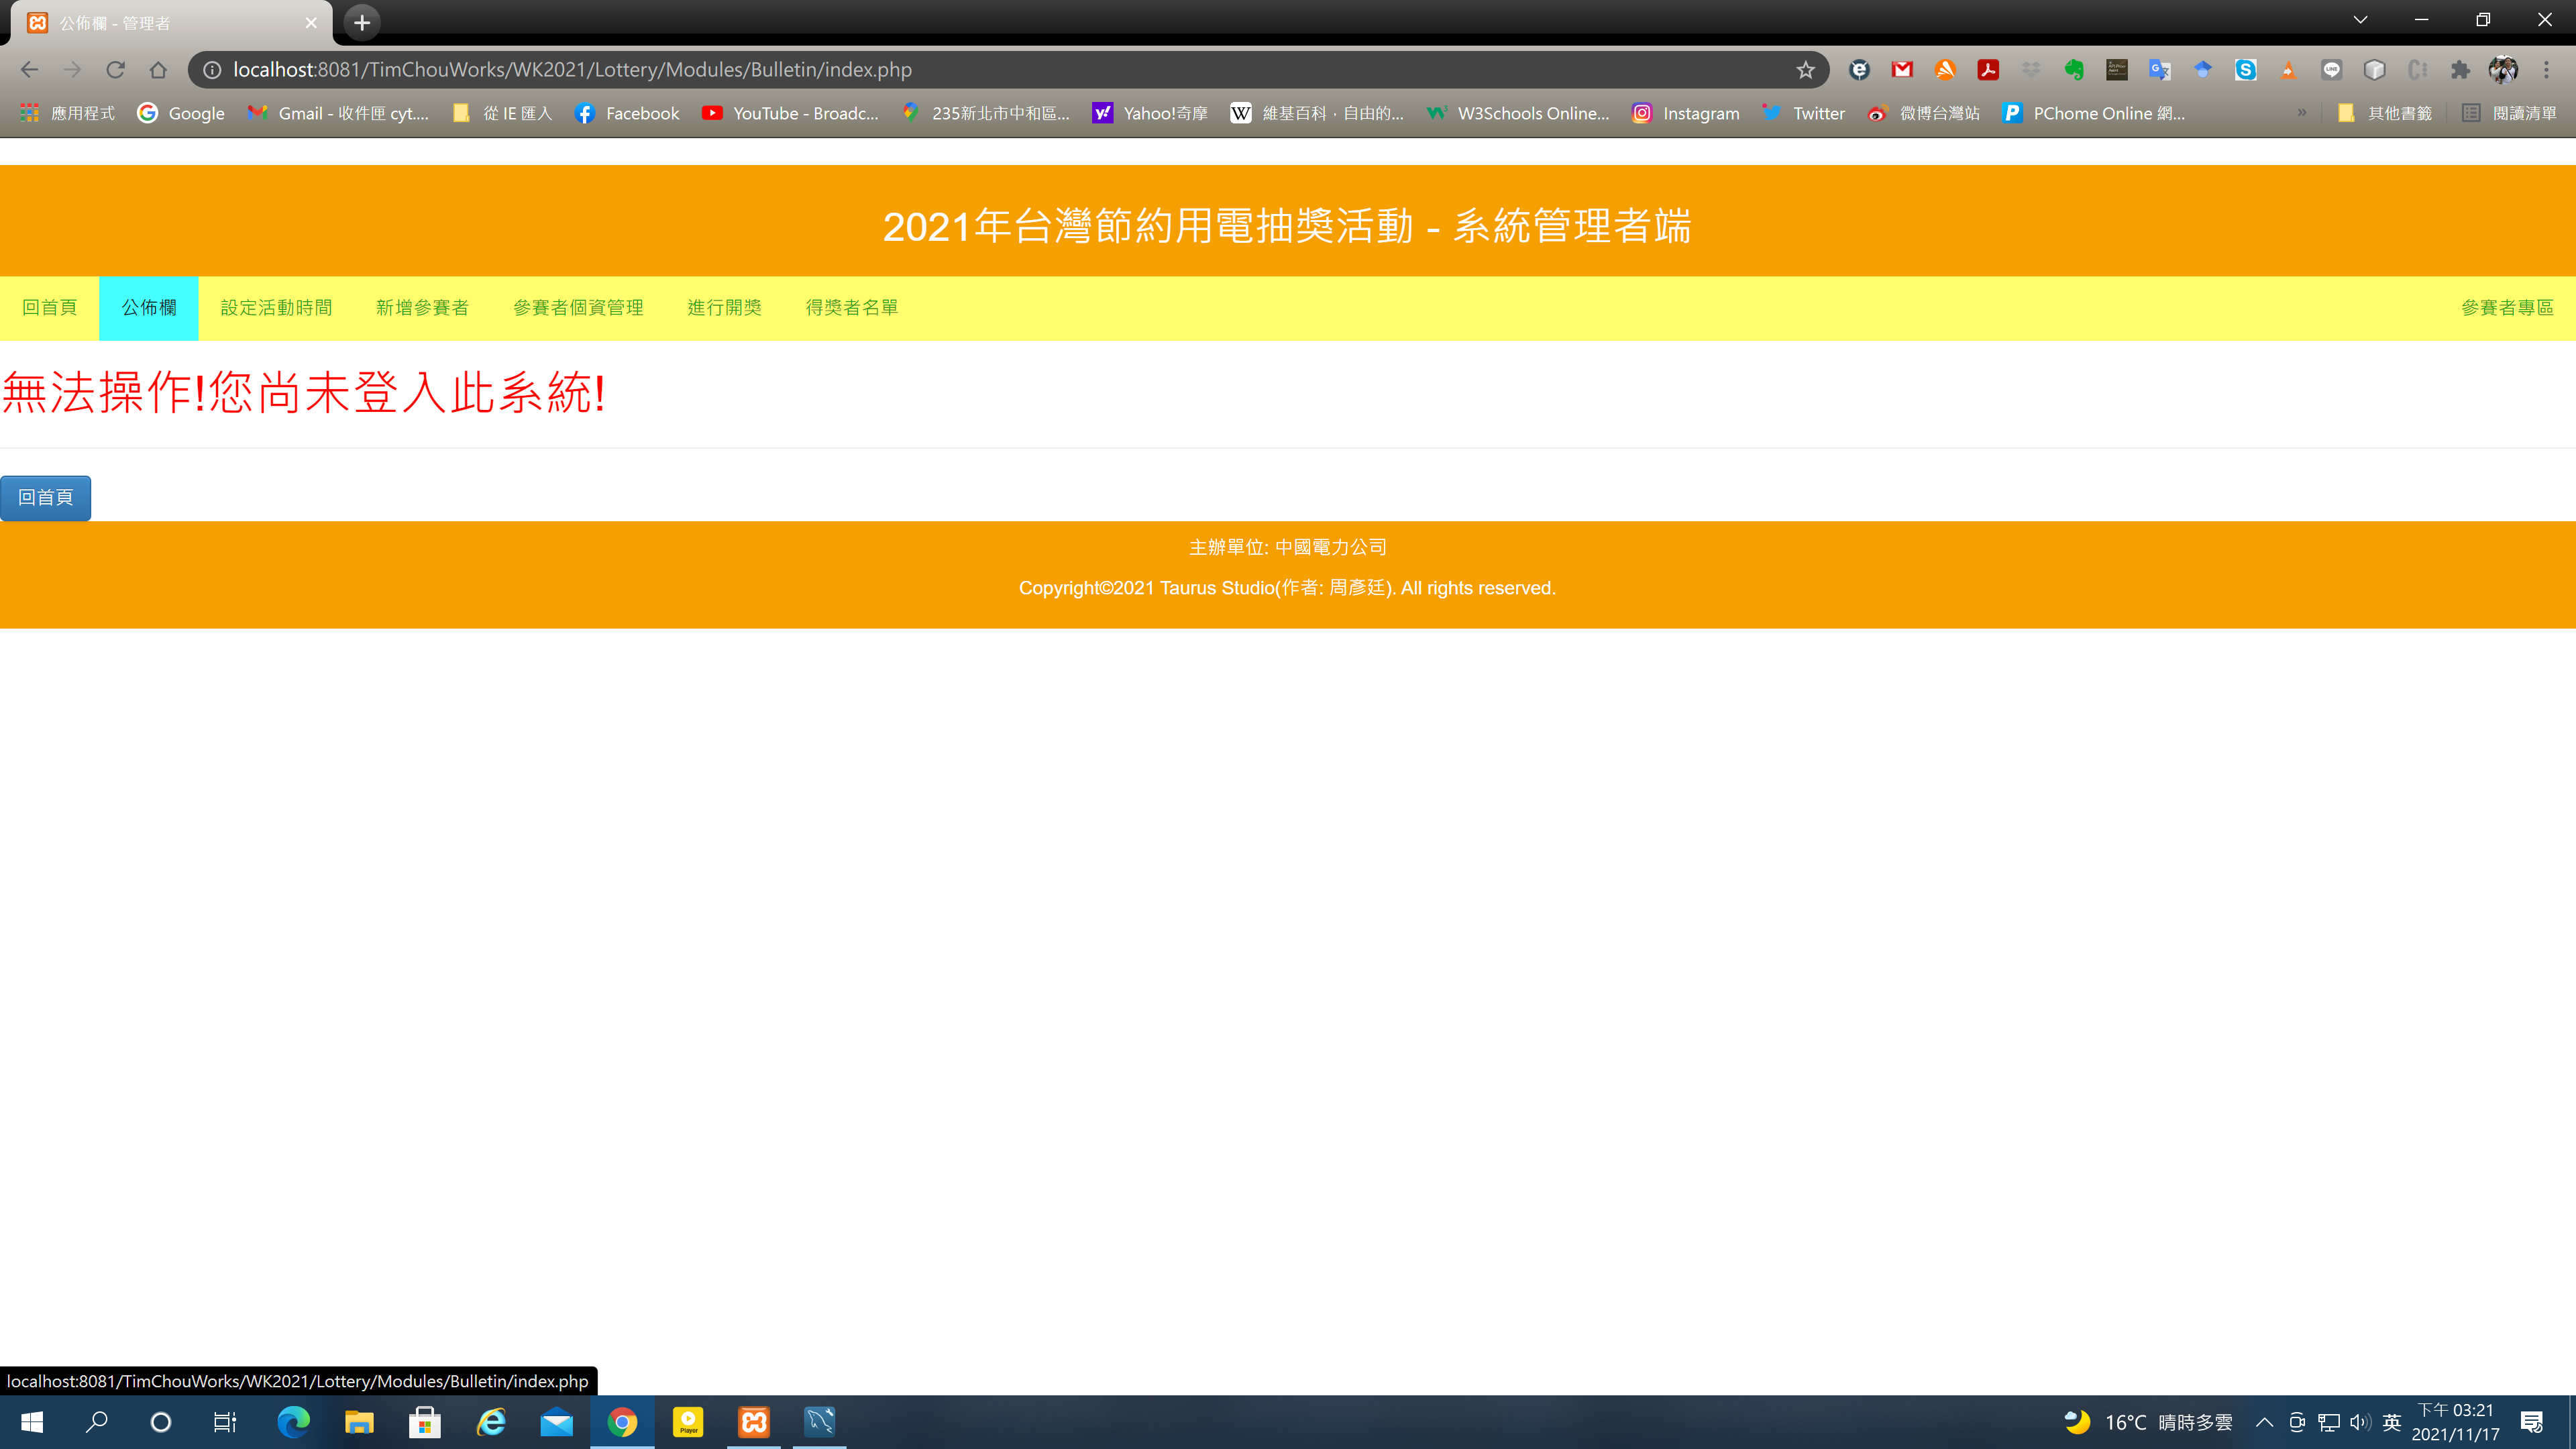 公佈欄 - 管理者
localhost:8081/TimChouWorks/WK2021/Lottery/Modules/Bulletin/index.php
應用程式 Google Gmail - 收件匣 cyt.... 從 IE 匯入 Facebook YouTube - Broadc... 235新北市中和區... Yahoo!奇摩 維基百科，自由的... W3Schools Online... Instagram Twitter 微博台灣站 PChome Online 網... » 其他書籤 閱讀清單
2021年台灣節約用電抽獎活動 - 系統管理者端
回首頁 公佈欄 設定活動時間 新增參賽者 參賽者個資管理 進行開獎 得獎者名單 參賽者專區
無法操作!您尚未登入此系統!
回首頁
主辦單位: 中國電力公司
Copyright©2021 Taurus Studio(作者: 周彥廷). All rights reserved.
localhost:8081/TimChouWorks/WK2021/Lottery/Modules/Bulletin/index.php
Player
16°C 晴時多雲 英 下午 03:21
2021/11/17